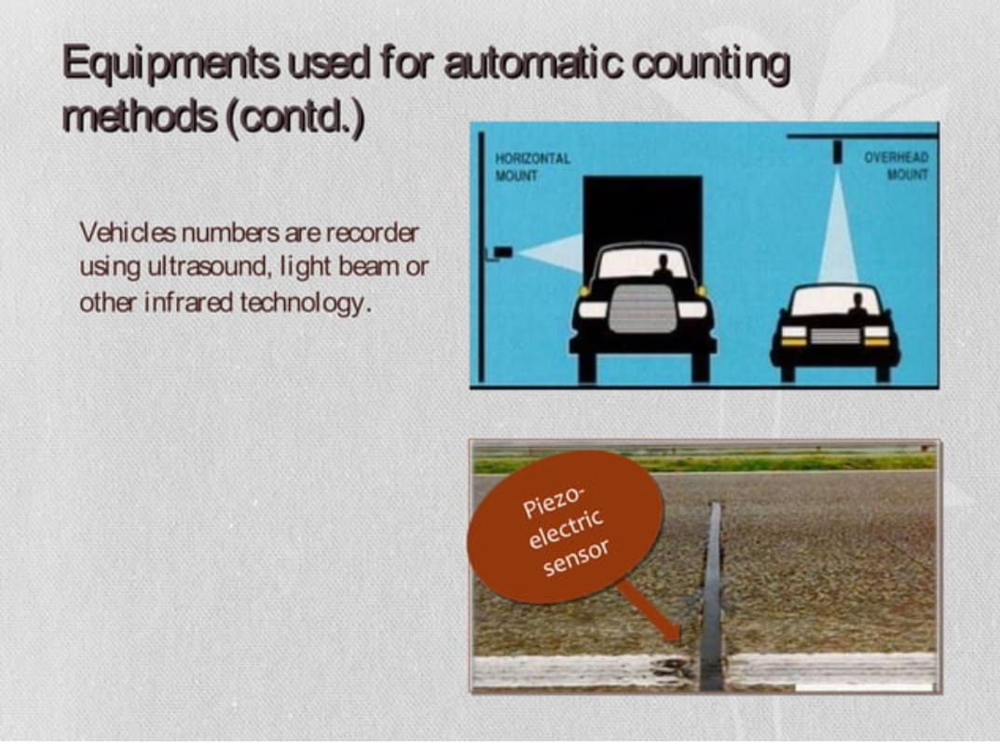 Equipments used for automatic counting
methods (contd.)
HORIZONTAL
MOUNT
OVERHEAD
MOUNT
Vehicles numbers are recorder
using ultrasound, light beam or
other infrared technology.
Piezo-
electric
sensor